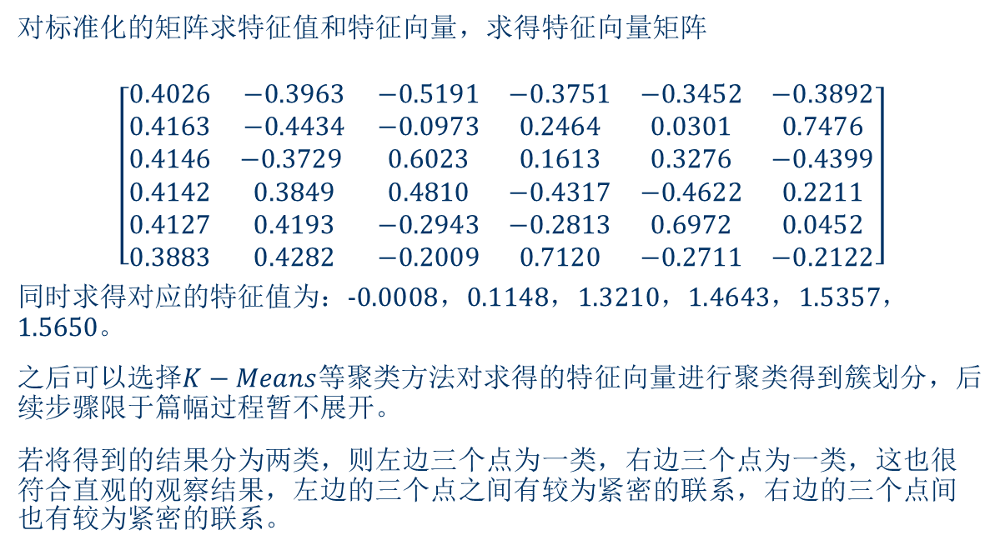 对标准化的矩阵求特征值和特征向量，求得特征向量矩阵
0.4026 −0.3963 −0.5191 −0.3751 −0.3452 −0.3892
0.4163 −0.4434 −0.0973 0.2464 0.0301 0.7476
0.4146 −0.3729 0.6023 0.1613 0.3276 −0.4399
0.4142 0.3849 0.4810 −0.4317 −0.4622 0.2211
0.4127 0.4193 −0.2943 −0.2813 0.6972 0.0452
0.3883 0.4282 −0.2009 0.7120 −0.2711 −0.2122
同时求得对应的特征值为：-0.0008，0.1148，1.3210，1.4643，1.5357，
1.5650。
之后可以选择K − Means等聚类方法对求得的特征向量进行聚类得到簇划分，后
续步骤限于篇幅过程暂不展开。
若将得到的结果分为两类，则左边三个点为一类，右边三个点为一类，这也很
符合直观的观察结果，左边的三个点之间有较为紧密的联系，右边的三个点间
也有较为紧密的联系。